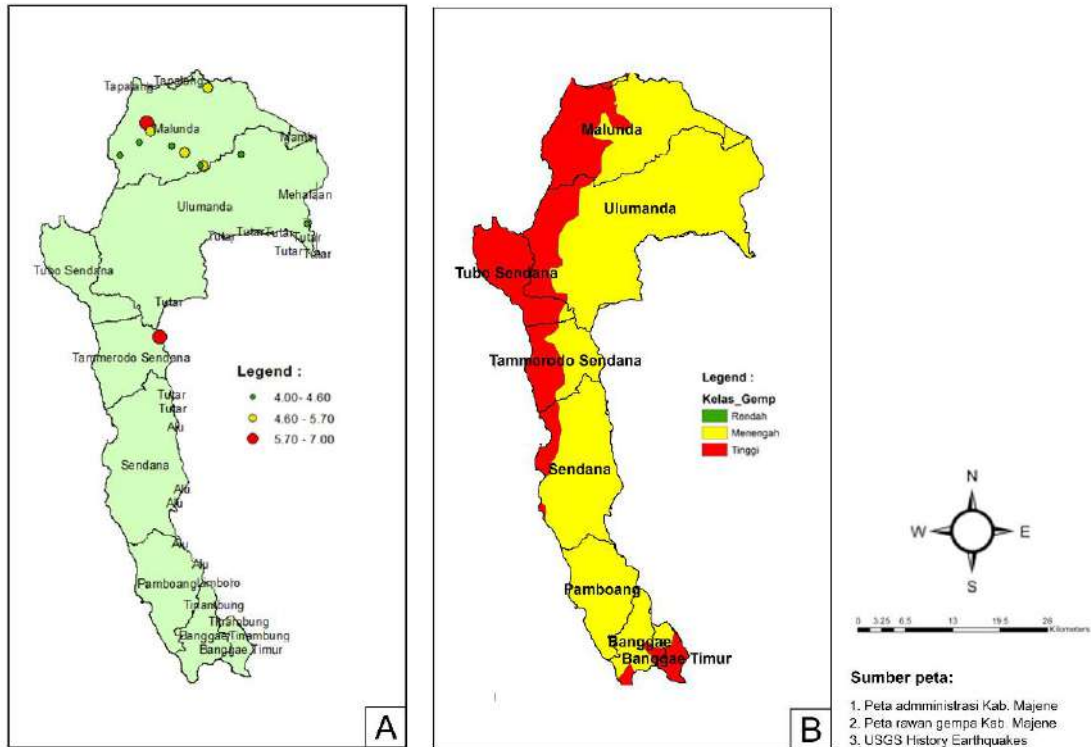 Tapalang
Tapalang
Malunda
Mamu
Mehalaan
Ulumanda
Tutar
Tutar
Tutar
Tutar
Tutar
Tutar
Tubo Sendana
Tutar
Tammerodo Sendana
Tutar
Tutar
Alu
Sendana
Alu
Alu
Alu
Alu
Pamboang
Limboro
Tinambung
Tinambung
Banggae
Tinambung
Banggae Timur
Legend :
4.00- 4.60
4.60 - 5.70
5.70 - 7.00
A
Malunda
Ulumanda
Tubo Sendana
Tammerodo Sendana
Sendana
Pamboang
Banggae
Banggae Timur
Legend :
Kelas_Gemp
Rendah
Menengah
Tinggi
B
N
W E
S
0 3.25 6.5 13 19.5 26
Kilometers
Sumber peta:
1. Peta admministrasi Kab. Majene
2. Peta rawan gempa Kab. Majene
3. USGS History Earthquakes